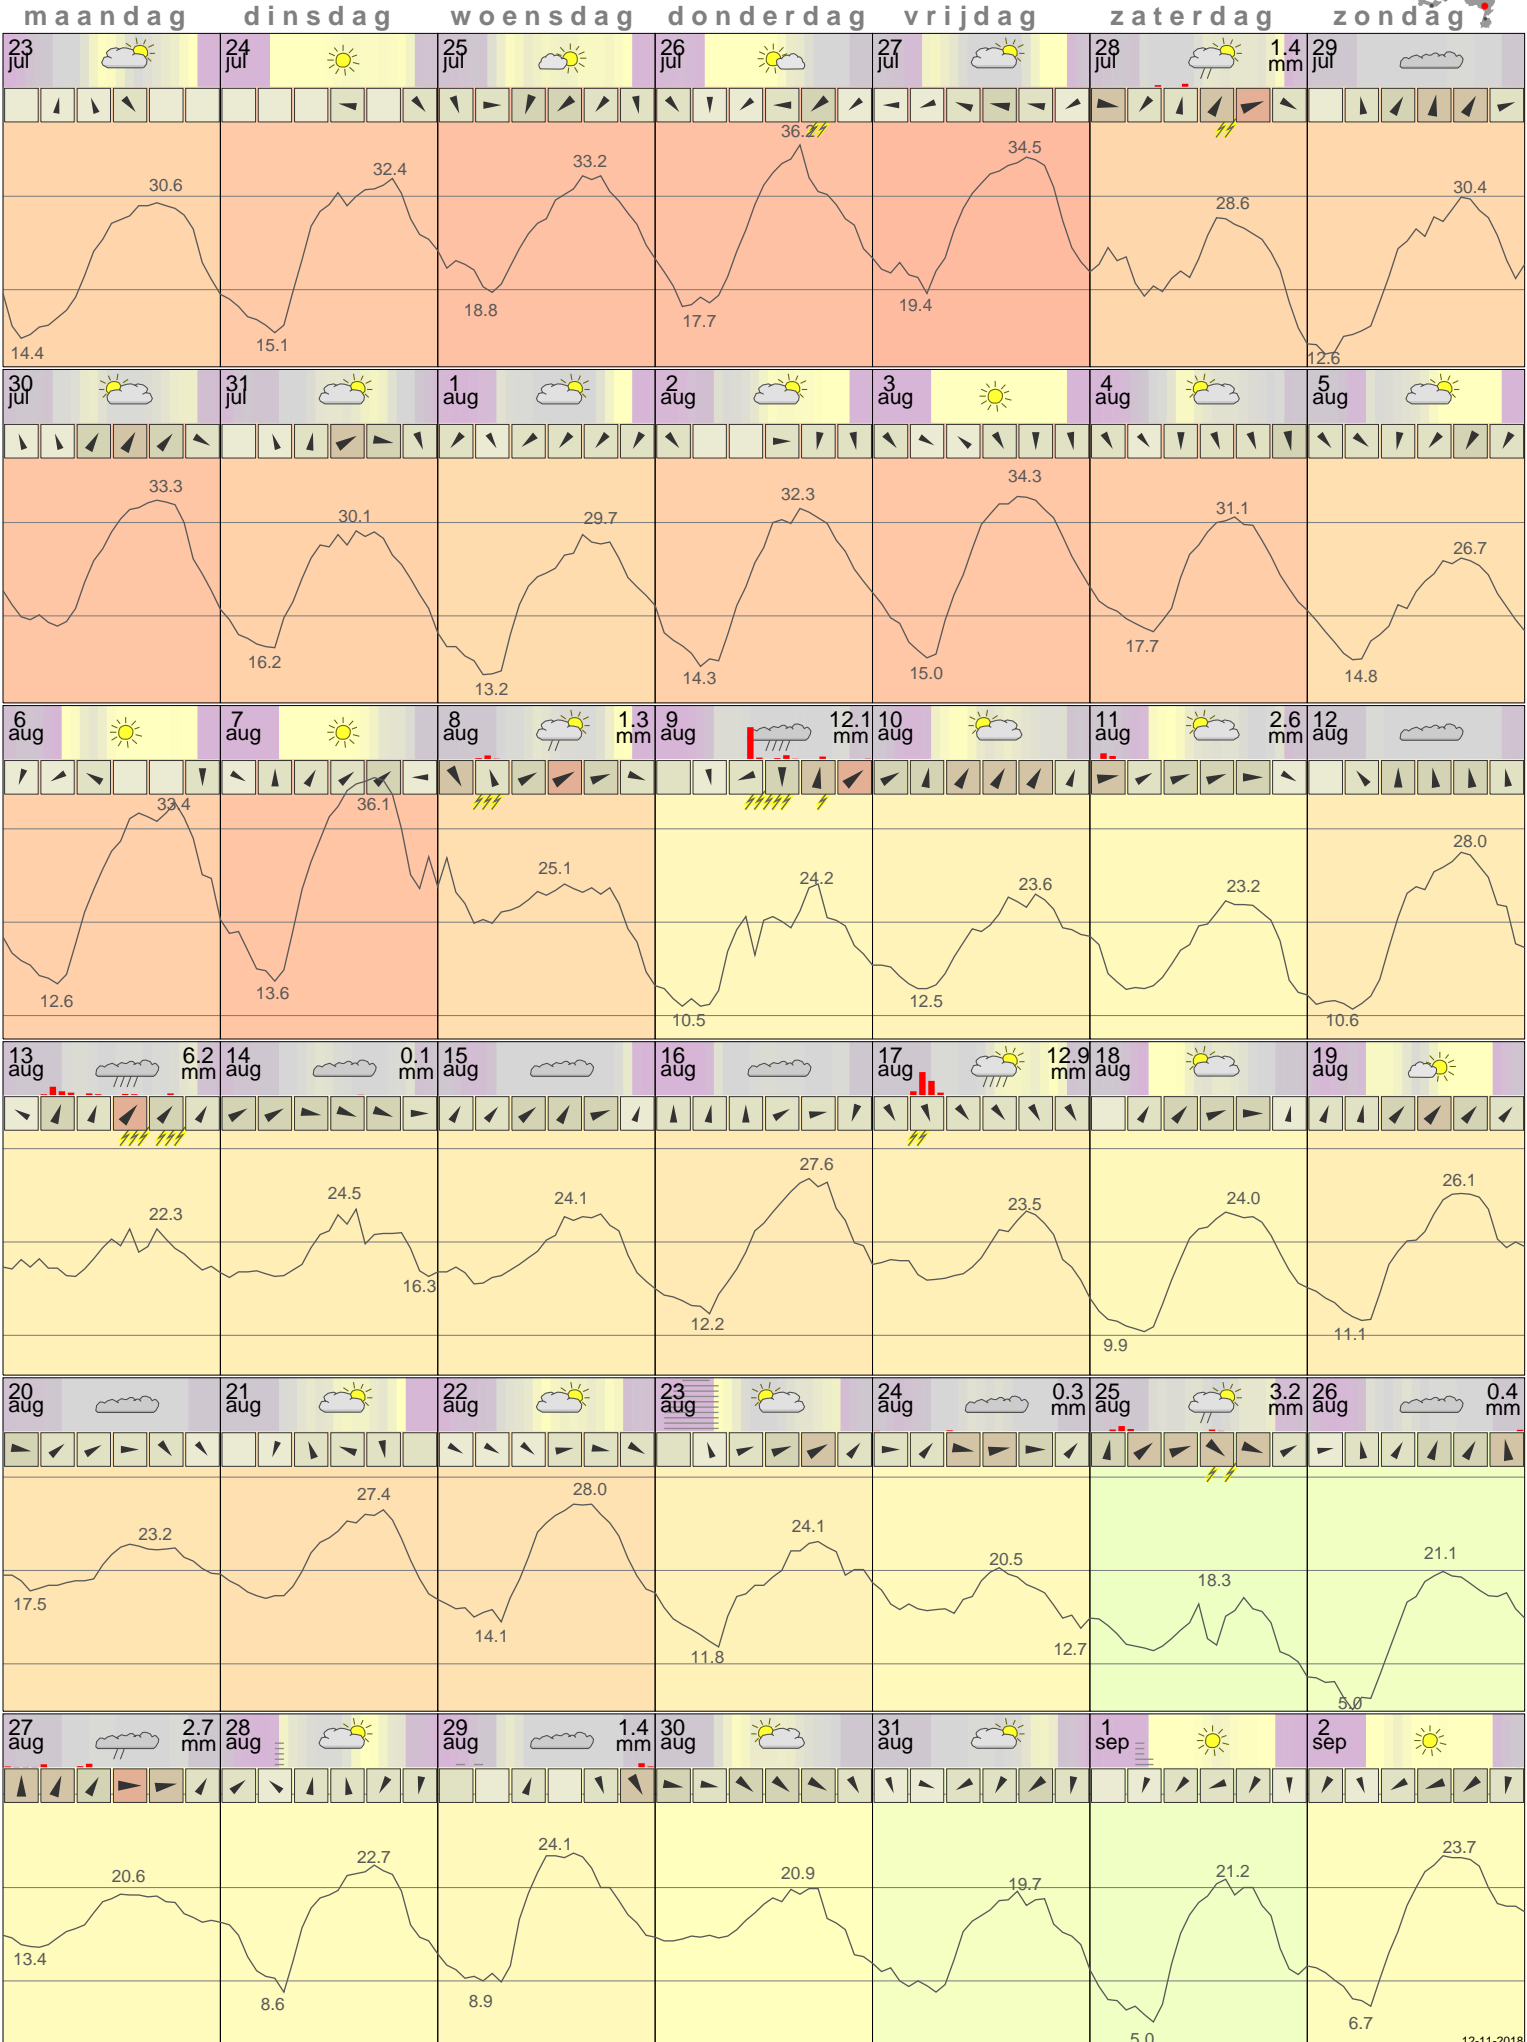 maandag dinsdag woensdag donderdag vrijdag zaterdag zondag
23 jul 24 jul 25 jul 26 jul 27 jul 28 jul 1.4 mm 29 jul
30.6 32.4 33.2 36.2 34.5 28.6 30.4
14.4 15.1 18.8 17.7 19.4 12.6
30 jul 31 jul 1 aug 2 aug 3 aug 4 aug 5 aug
33.3 30.1 29.7 32.3 34.3 31.1 26.7
16.2 13.2 14.3 15.0 17.7 14.8
6 aug 7 aug 8 aug 1.3 mm 9 aug 12.1 mm 10 aug 11 aug 2.6 mm 12 aug
33.4 36.1 25.1 24.2 23.6 23.2 28.0
12.6 13.6 10.5 12.5 10.6
13 aug 6.2 mm 14 aug 0.1 mm 15 aug 16 aug 17 aug 12.9 mm 18 aug 19 aug
22.3 24.5 24.1 27.6 23.5 24.0 26.1
16.3 12.2 9.9 11.1
20 aug 21 aug 22 aug 23 aug 24 aug 0.3 mm 25 aug 3.2 mm 26 aug 0.4 mm
23.2 27.4 28.0 24.1 20.5 18.3 21.1
17.5 14.1 11.8 12.7 5.0
27 aug 2.7 mm 28 aug 29 aug 1.4 mm 30 aug 31 aug 1 sep 2 sep
20.6 22.7 24.1 20.9 19.7 21.2 23.7
13.4 8.6 8.9 5.0 6.7
12-11-2018